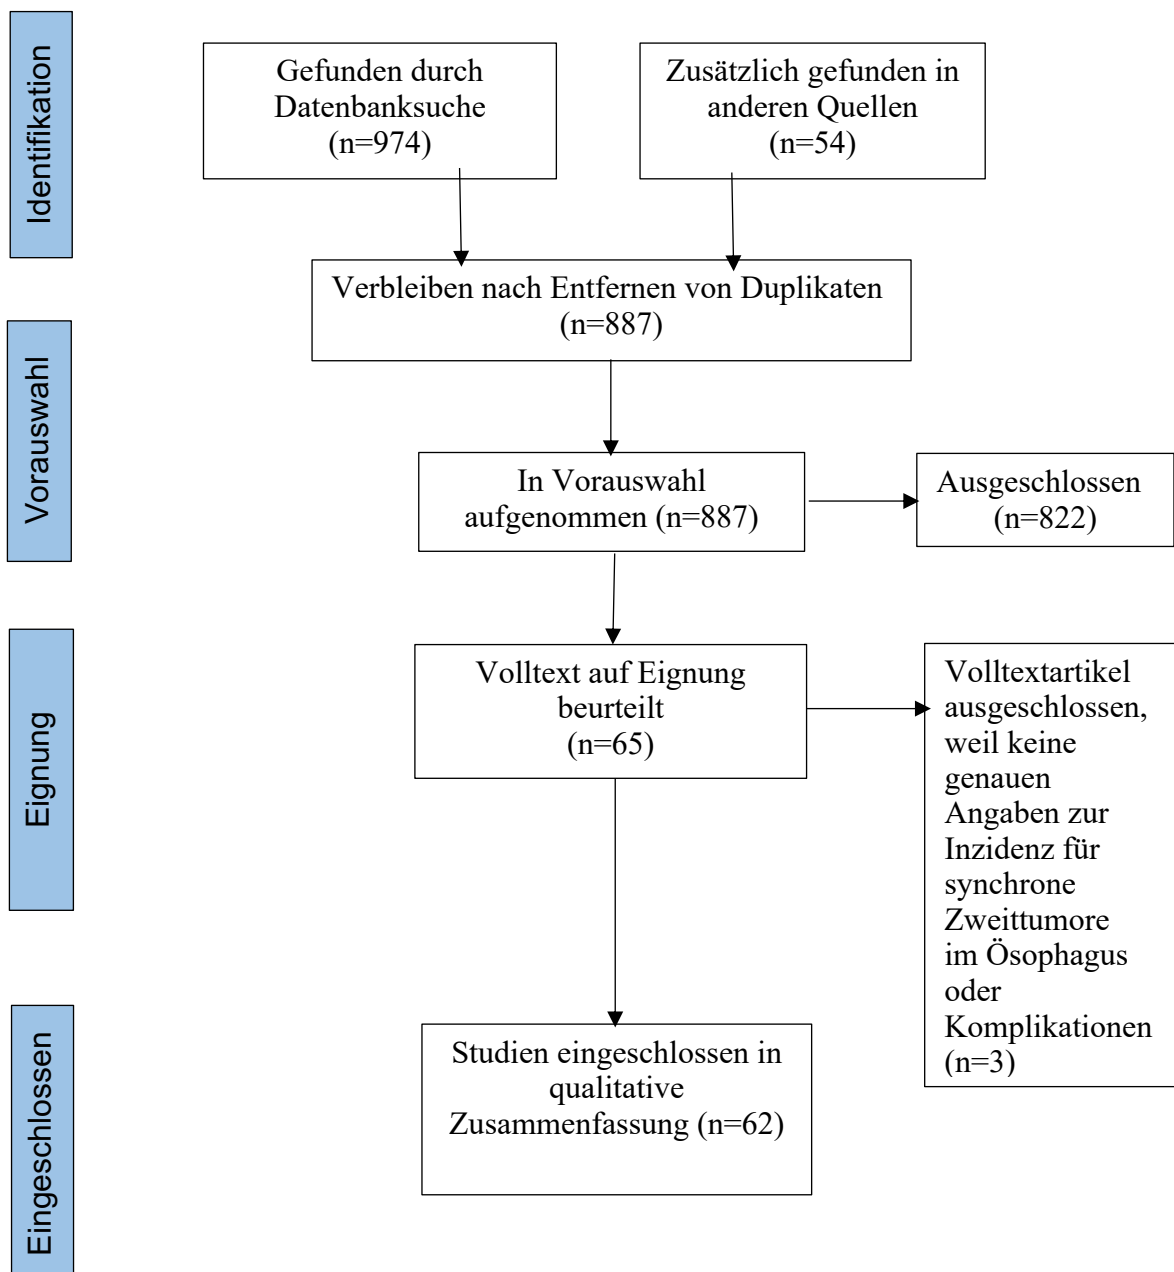 Identifikation
Gefunden durch
Datenbanksuche
(n=974)
Zusätzlich gefunden in
anderen Quellen
(n=54)
Verbleiben nach Entfernen von Duplikaten
(n=887)
Vorauswahl
In Vorauswahl
aufgenommen (n=887)
Ausgeschlossen
(n=822)
Eignung
Volltext auf Eignung
beurteilt
(n=65)
Volltextartikel
ausgeschlossen,
weil keine
genauen
Angaben zur
Inzidenz für
synchrone
Zweittumore
im Ösophagus
oder
Komplikationen
(n=3)
Eingeschlossen
Studien eingeschlossen in
qualitative
Zusammenfassung (n=62)